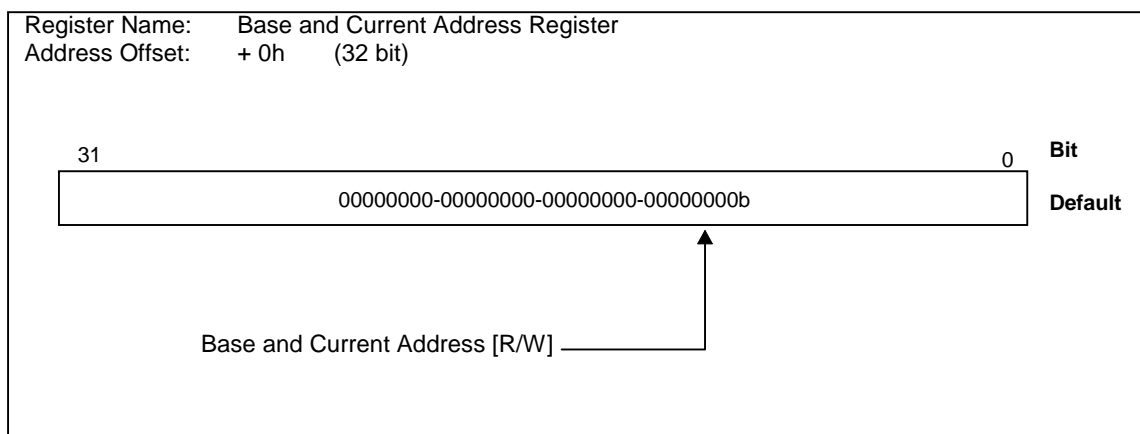 Register Name: Base and Current Address Register
Address Offset: + 0h (32 bit)
31 0 Bit
00000000-00000000-00000000-00000000b Default
Base and Current Address [R/W]